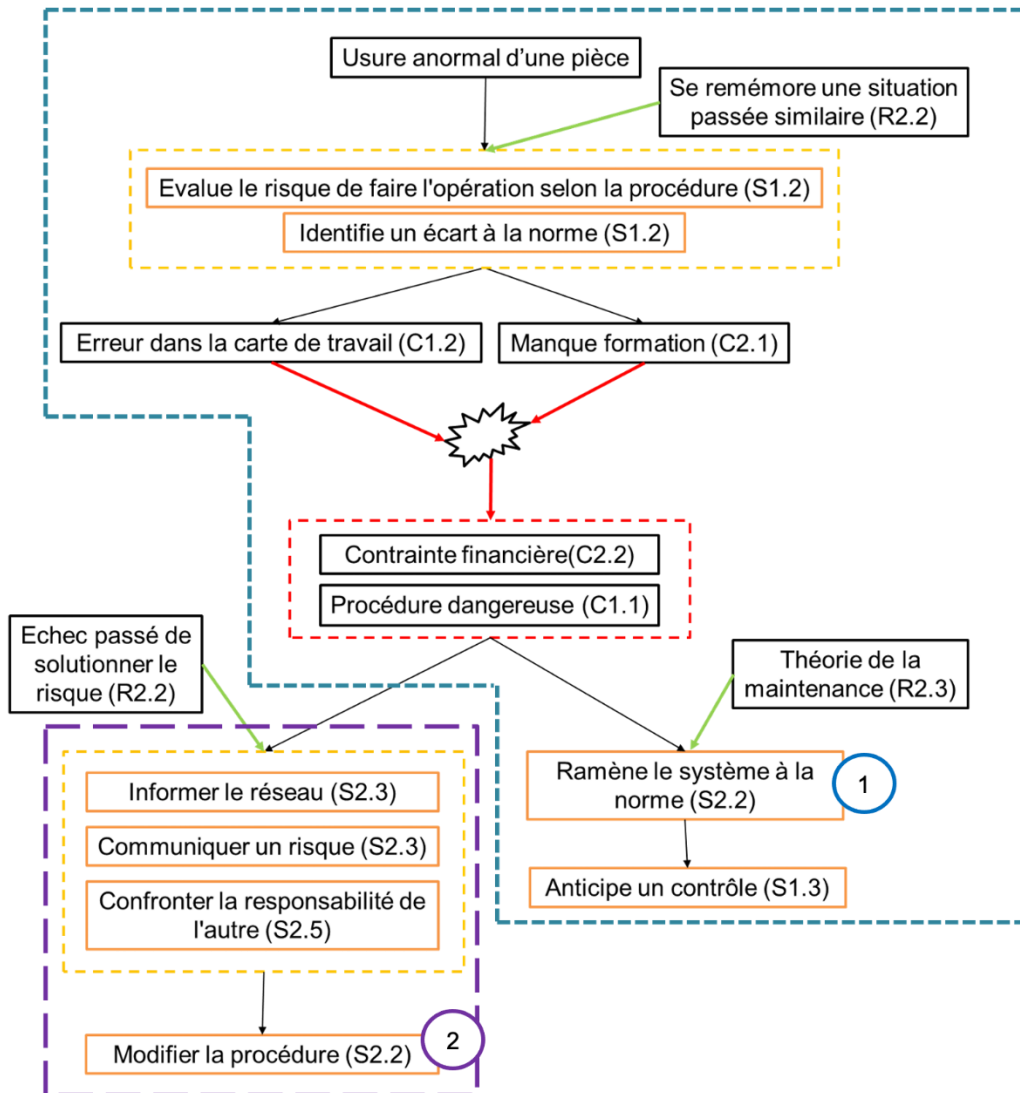 Usure anormal d'une pièce
Se remémore une situation
passée similaire (R2.2)
Evalue le risque de faire l'opération selon la procédure (S1.2)
Identifie un écart à la norme (S1.2)
Erreur dans la carte de travail (C1.2)
Manque formation (C2.1)
Contrainte financière(C2.2)
Procédure dangereuse (C1.1)
Echec passé de
solutionner le
risque (R2.2)
Théorie de la
maintenance (R2.3)
Informer le réseau (S2.3)
Communiquer un risque (S2.3)
Confronter la responsabilité de
l'autre (S2.5)
Ramène le système à la
norme (S2.2)
1
Anticipe un contrôle (S1.3)
Modifier la procédure (S2.2)
2